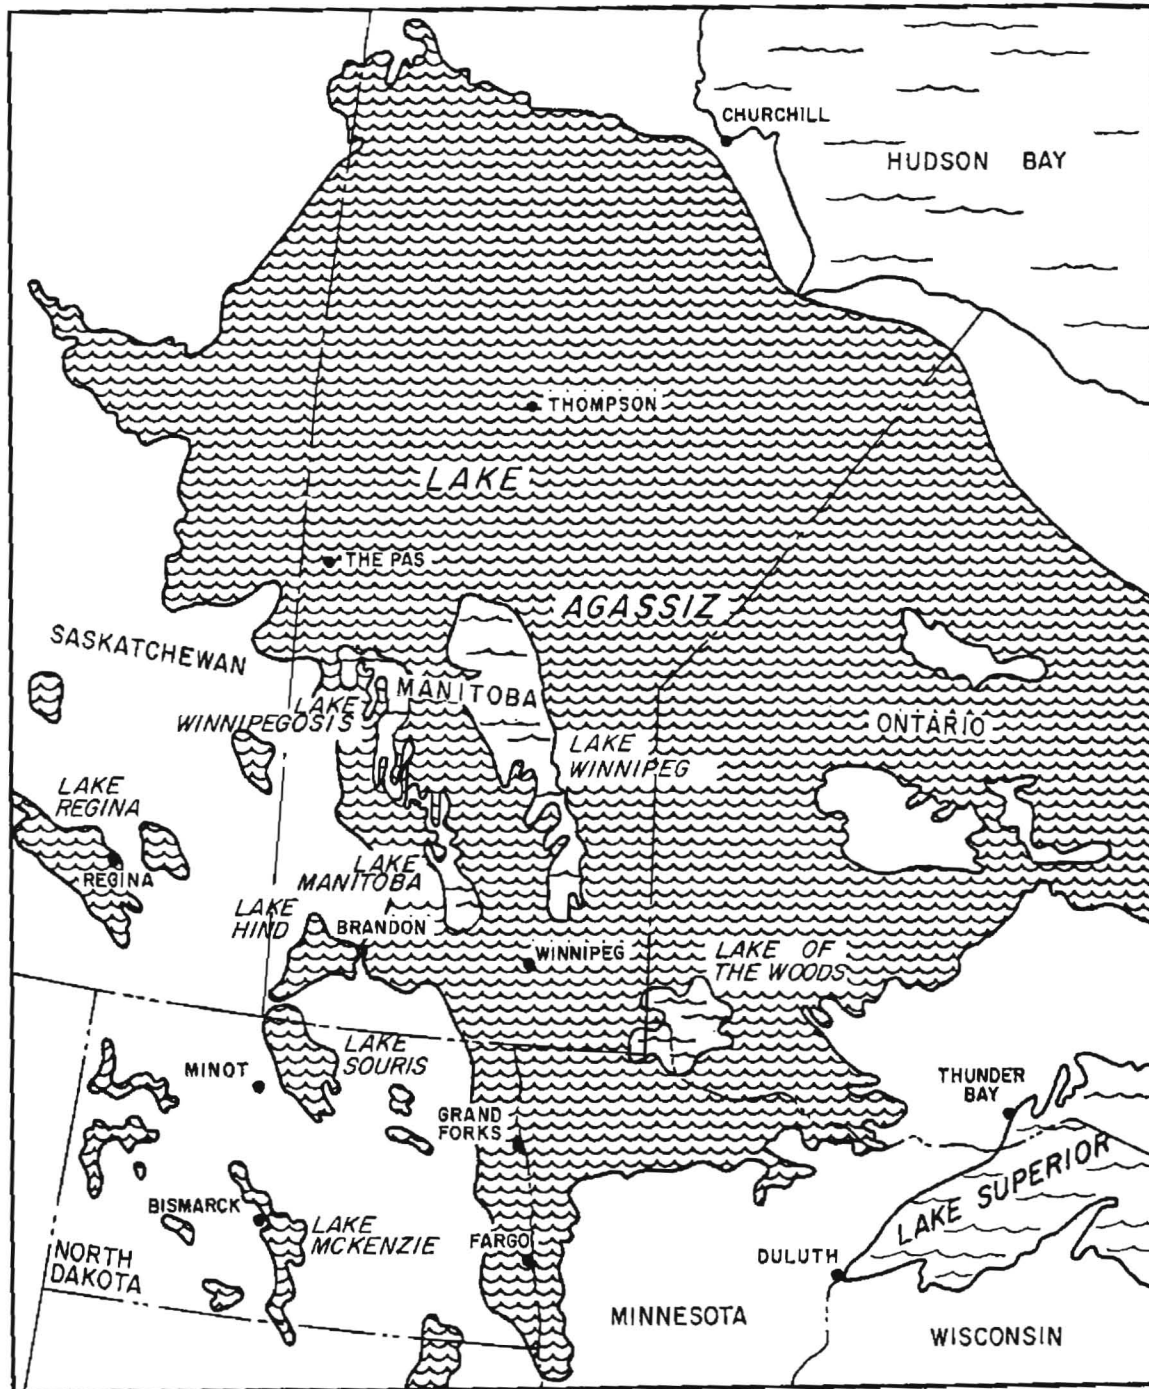 CHURCHILL
HUDSON BAY
THOMPSON
LAKE
THE PAS
AGASSIZ
SASKATCHEWAN
MANITOBA
LAKE
WINNIPEGOSIS
ONTARIO
LAKE
WINNIPEG
LAKE
REGINA
REGINA
LAKE
MANITOBA
LAKE
HIND
BRANDON
WINNIPEG
LAKE OF
THE WOODS
LAKE
SOURIS
MINOT
THUNDER
BAY
GRAND
FORKS
LAKE SUPERIOR
BISMARCK
LAKE
MCKENZIE
FARGO
NORTH
DAKOTA
DULUTH
MINNESOTA
WISCONSIN